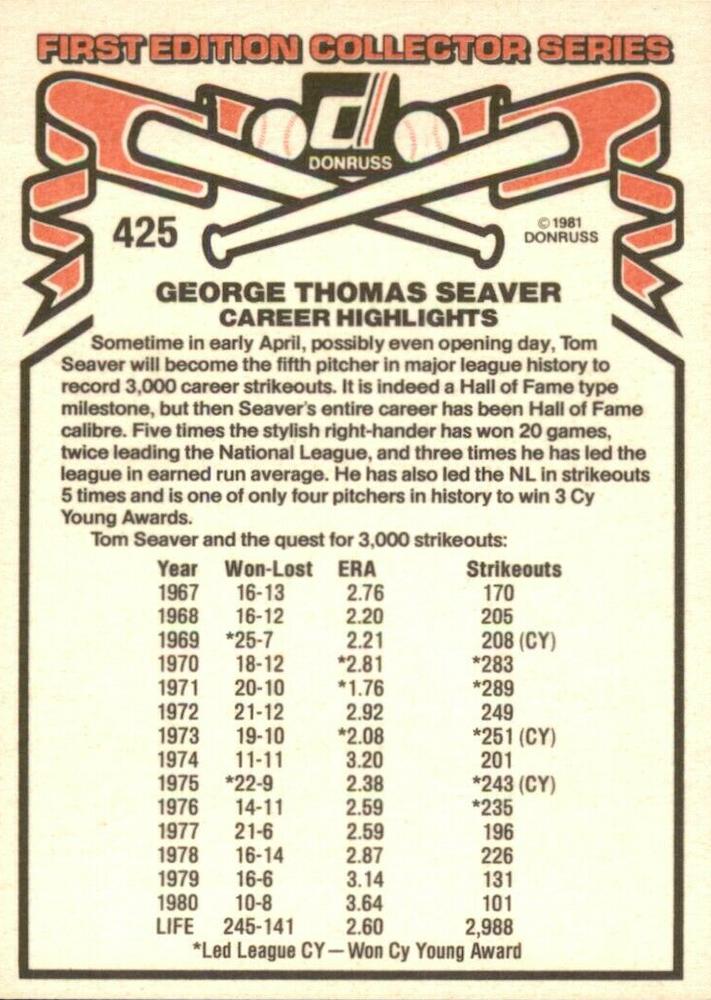 FIRST EDITION COLLECTOR SERIES
d
DONRUSS
425
© 1981
DONRUSS
GEORGE THOMAS SEAVER
CAREER HIGHLIGHTS
Sometime in early April, possibly even opening day, Tom
Seaver will become the fifth pitcher in major league history to
record 3,000 career strikeouts. It is indeed a Hall of Fame type
milestone, but then Seaver's entire career has been Hall of Fame
calibre. Five times the stylish right-hander has won 20 games,
twice leading the National League, and three times he has led the
league in earned run average. He has also led the NL in strikeouts
5 times and is one of only four pitchers in history to win 3 Cy
Young Awards.
Tom Seaver and the quest for 3,000 strikeouts:
Year Won-Lost ERA Strikeouts
1967 16-13 2.76 170
1968 16-12 2.20 205
1969 *25-7 2.21 208 (CY)
1970 18-12 *2.81 *283
1971 20-10 *1.76 *289
1972 21-12 2.92 249
1973 19-10 *2.08 *251 (CY)
1974 11-11 3.20 201
1975 *22-9 2.38 *243 (CY)
1976 14-11 2.59 *235
1977 21-6 2.59 196
1978 16-14 2.87 226
1979 16-6 3.14 131
1980 10-8 3.64 101
LIFE 245-141 2.60 2,988
*Led League CY—Won Cy Young Award